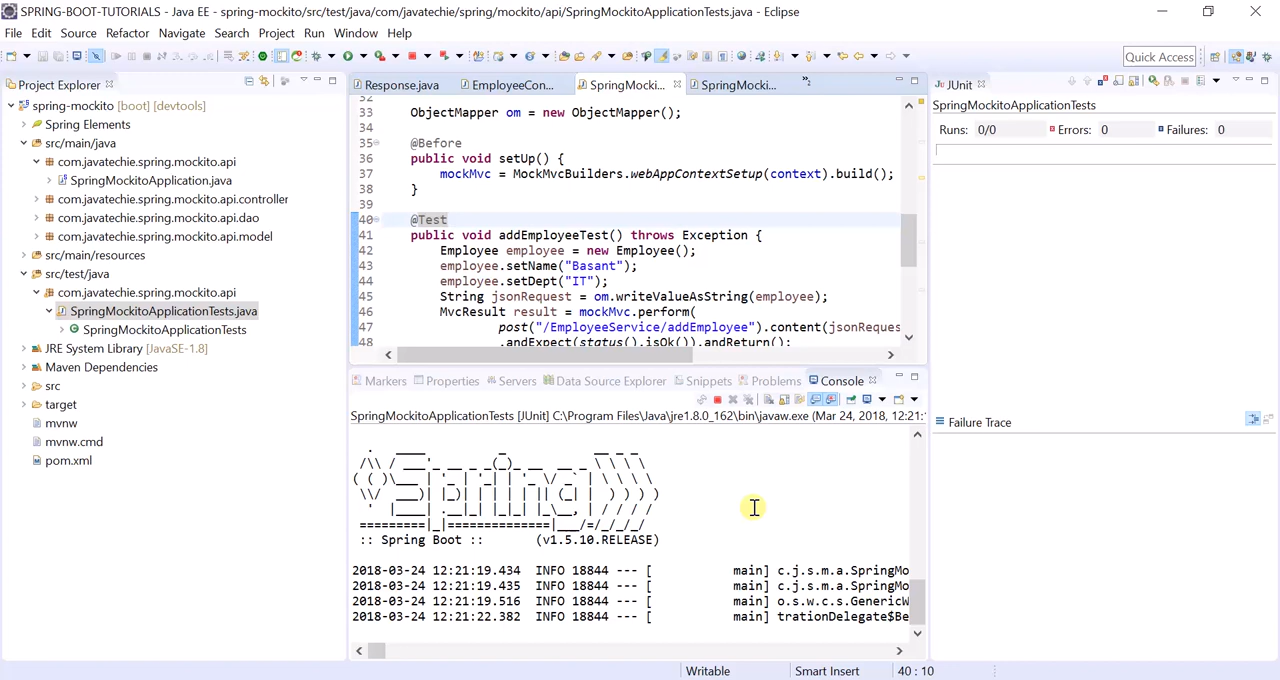 SPRING-BOOT-TUTORIALS - Java EE - spring-mockito/src/test/java/com/javatechie/spring/mockito/api/SpringMockitoApplicationTests.java - Eclipse
File Edit Source Refactor Navigate Search Project Run Window Help
Quick Access
Project Explorer
spring-mockito [boot] [devtools]
Spring Elements
src/main/java
com.javatechie.spring.mockito.api
SpringMockitoApplication.java
com.javatechie.spring.mockito.api.controller
com.javatechie.spring.mockito.api.dao
com.javatechie.spring.mockito.api.model
src/main/resources
src/test/java
com.javatechie.spring.mockito.api
SpringMockitoApplicationTests.java
SpringMockitoApplicationTests
JRE System Library [JavaSE-1.8]
Maven Dependencies
src
target
mvnw
mvnw.cmd
pom.xml
Response.java EmployeeCon... SpringMocki... SpringMocki... »2
32
33 ObjectMapper om = new ObjectMapper();
34
35 @Before
36 public void setUp() {
37 mockMvc = MockMvcBuilders.webAppContextSetup(context).build();
38 }
39
40 @Test
41 public void addEmployeeTest() throws Exception {
42 Employee employee = new Employee();
43 employee.setName("Basant");
44 employee.setDept("IT");
45 String jsonRequest = om.writeValueAsString(employee);
46 MvcResult result = mockMvc.perform(
47 post("/EmployeeService/addEmployee").content(jsonReques
48 .andExpect(status().isOk()).andReturn();
Markers Properties Servers Data Source Explorer Snippets Problems Console
SpringMockitoApplicationTests [JUnit] C:\Program Files\Java\jre1.8.0_162\bin\javaw.exe (Mar 24, 2018, 12:21:
Spring
:: Spring Boot :: (v1.5.10.RELEASE)
2018-03-24 12:21:19.434 INFO 18844 --- [ main] c.j.s.m.a.SpringMo
2018-03-24 12:21:19.435 INFO 18844 --- [ main] c.j.s.m.a.SpringMo
2018-03-24 12:21:19.516 INFO 18844 --- [ main] o.s.w.c.s.GenericW
2018-03-24 12:21:22.382 INFO 18844 --- [ main] trationDelegate$Be
JUnit
SpringMockitoApplicationTests
Runs: 0/0 Errors: 0 Failures: 0
Failure Trace
Writable Smart Insert 40 : 10